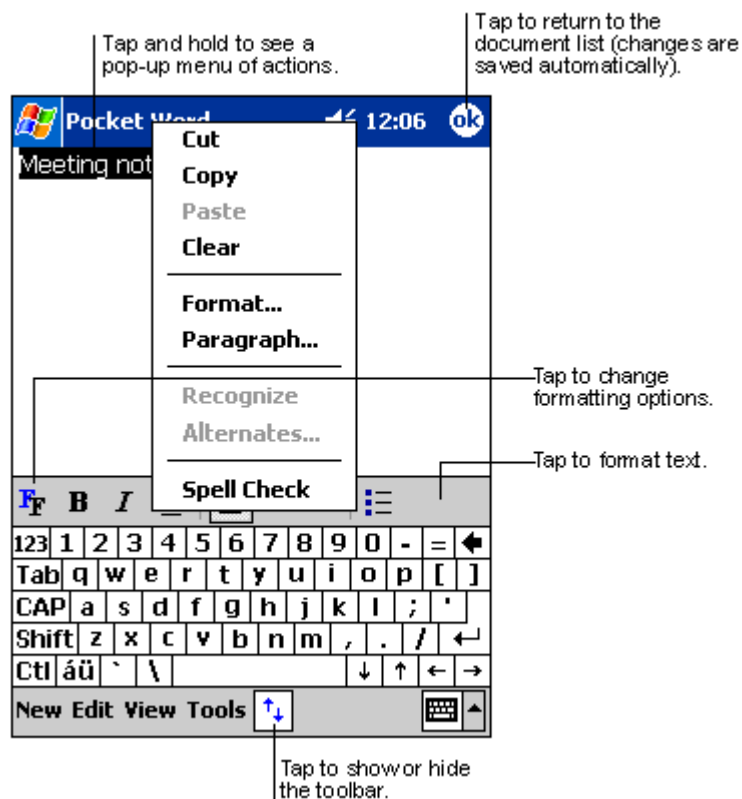 Tap to return to the
document list (changes are
saved automatically).
Tap and hold to see a
pop-up menu of actions.
Pocket Word 12:06 ok
Meeting not
Cut
Copy
Paste
Clear
Format...
Paragraph...
Recognize
Alternates...
Spell Check
Tap to change
formatting options.
Tap to format text.
FF B I
123 1 2 3 4 5 6 7 8 9 0 - =
Tab q w e r t y u i o p [ ]
CAP a s d f g h j k l ; '
Shift z x c v b n m , . /
Ctl áü ` \ ↓ ↑ ← →
New Edit View Tools
Tap to show or hide
the toolbar.